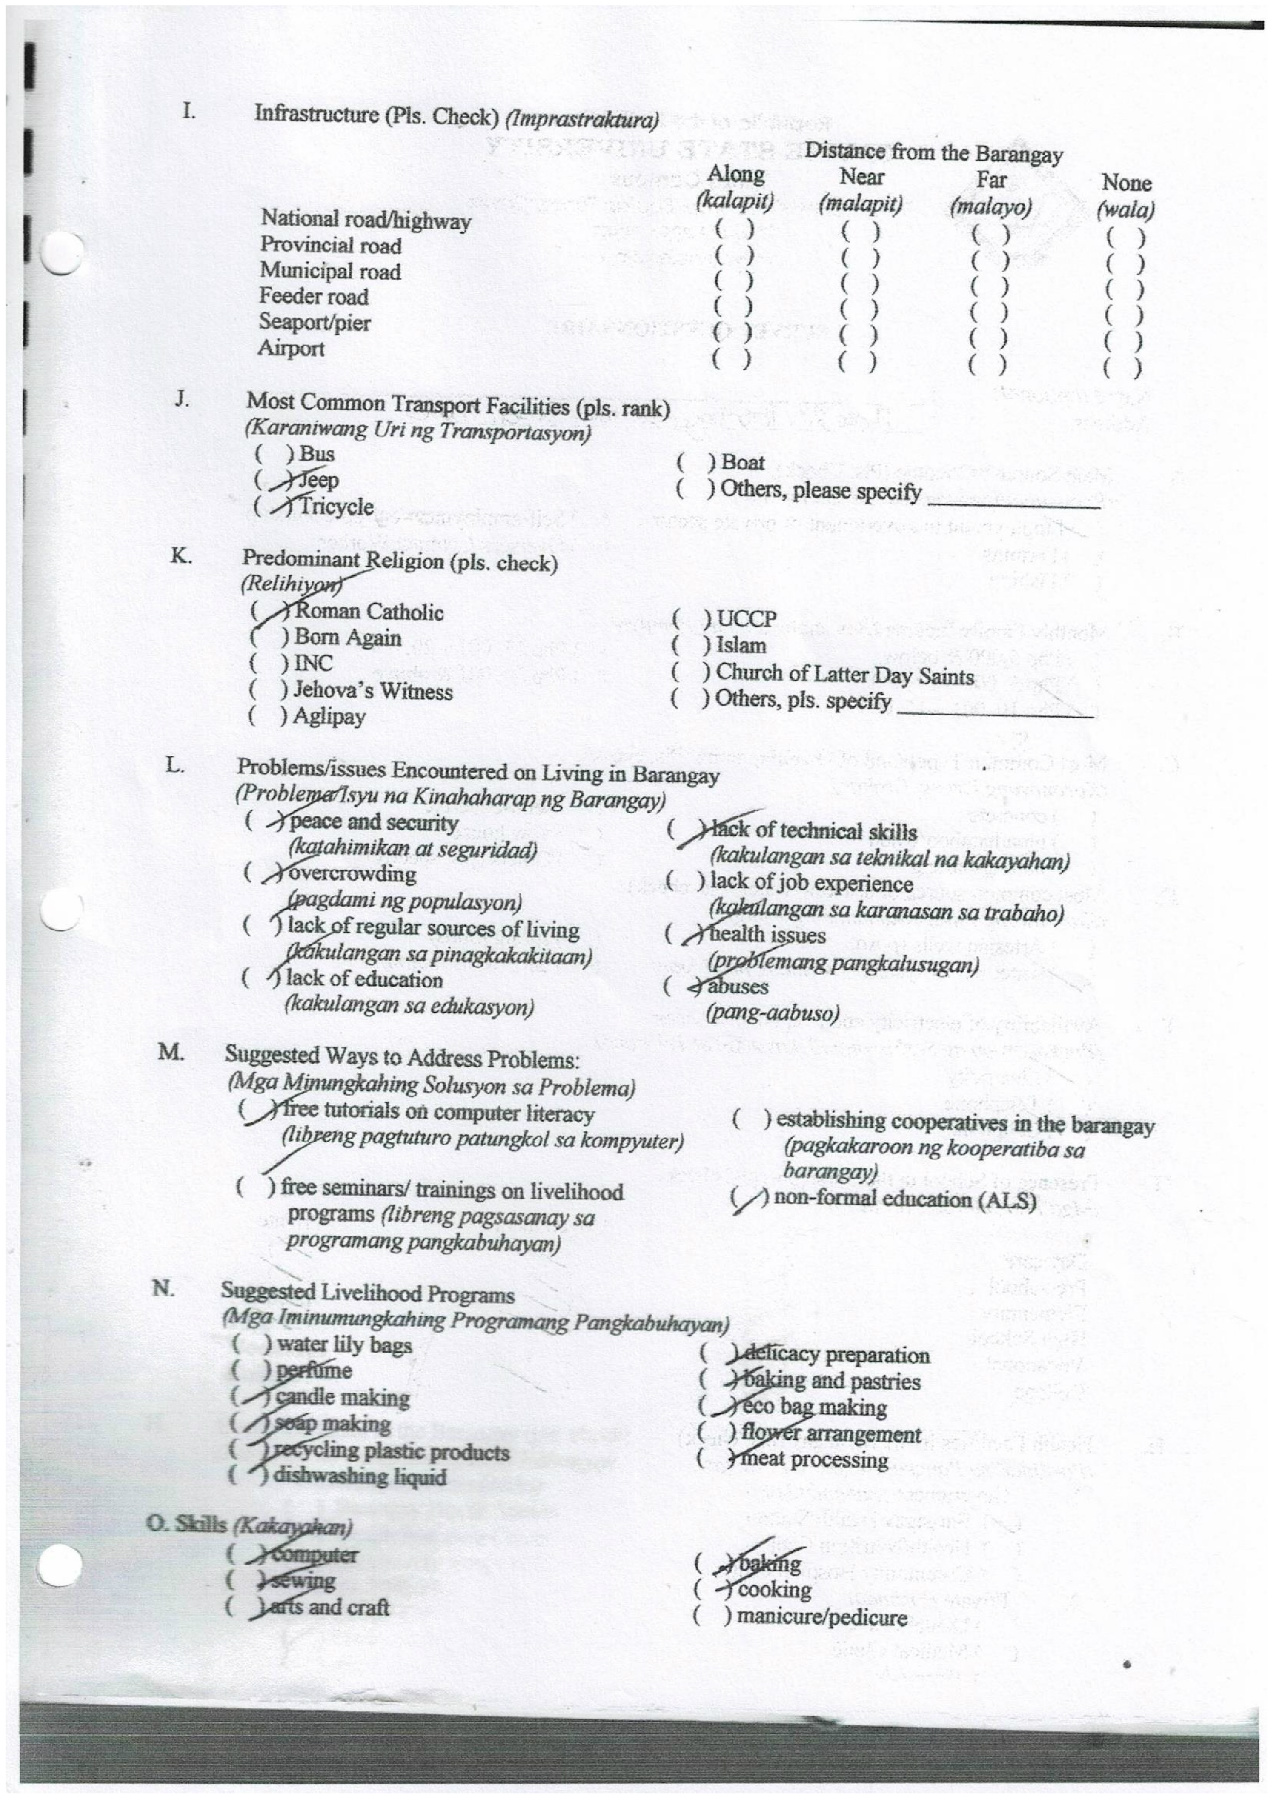 I. Infrastructure (Pls. Check) (Imprastraktura)
Distance from the Barangay
Along Near Far None
(kalapit) (malapit) (malayo) (wala)
National road/highway ( ) ( ) ( ) ( )
Provincial road ( ) ( ) ( ) ( )
Municipal road ( ) ( ) ( ) ( )
Feeder road ( ) ( ) ( ) ( )
Seaport/pier ( ) ( ) ( ) ( )
Airport ( ) ( ) ( ) ( )
J. Most Common Transport Facilities (pls. rank)
(Karaniwang Uri ng Transportasyon)
( ) Bus ( ) Boat
( ) Jeep ( ) Others, please specify
( ) Tricycle
K. Predominant Religion (pls. check)
(Relihiyon)
( ) Roman Catholic ( ) UCCP
( ) Born Again ( ) Islam
( ) INC ( ) Church of Latter Day Saints
( ) Jehova's Witness ( ) Others, pls. specify
( ) Aglipay
L. Problems/issues Encountered on Living in Barangay
(Problema/Isyu na Kinahaharap ng Barangay)
( ) peace and security ( ) lack of technical skills
(katahimikan at seguridad) (kakulangan sa teknikal na kakayahan)
( ) overcrowding ( ) lack of job experience
(pagdami ng populasyon) (kakulangan sa karanasan sa trabaho)
( ) lack of regular sources of living ( ) health issues
(kakulangan sa pinagkakakitaan) (problemang pangkalusugan)
( ) lack of education ( ) abuses
(kakulangan sa edukasyon) (pang-aabuso)
M. Suggested Ways to Address Problems:
(Mga Minungkahing Solusyon sa Problema)
( ) free tutorials on computer literacy ( ) establishing cooperatives in the barangay
(libreng pagtuturo patungkol sa kompyuter) (pagkakaroon ng kooperatiba sa
barangay)
( ) free seminars/ trainings on livelihood ( ) non-formal education (ALS)
programs (libreng pagsasanay sa
programang pangkabuhayan)
N. Suggested Livelihood Programs
(Mga Iminumungkahing Programang Pangkabuhayan)
( ) water lily bags ( ) delicacy preparation
( ) perfume ( ) baking and pastries
( ) candle making ( ) eco bag making
( ) soap making ( ) flower arrangement
( ) recycling plastic products ( ) meat processing
( ) dishwashing liquid
O. Skills (Kakayahan)
( ) computer ( ) baking
( ) sewing ( ) cooking
( ) arts and craft ( ) manicure/pedicure